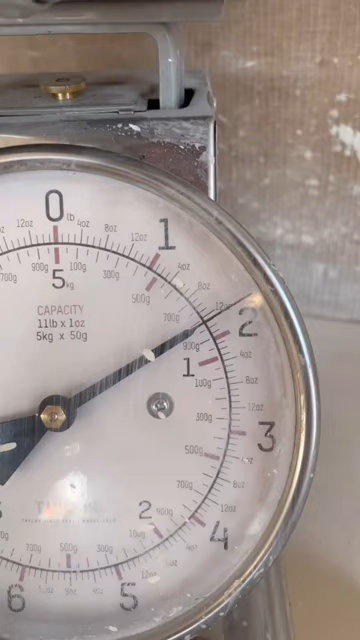 0 lb
12oz 4oz 8oz 12oz 1
4oz
8oz
12oz
2
4oz
8oz
12oz
3
8oz
12oz
4
5
6
700g 900g 5 kg 100g 300g
500g
700g
900g
1
100g
300g
500g
700g
900g
2
300g
500g
700g
CAPACITY
11lb x 1oz
5kg x 50g